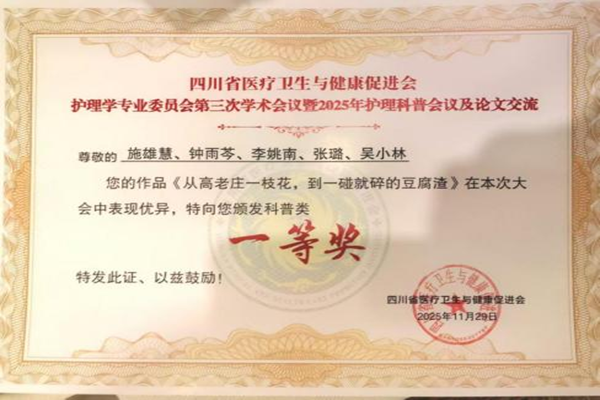 四川省医疗卫生与健康促进会
护理学专业委员会第三次学术会议暨2025年护理科普会议及论文交流
尊敬的 施雄慧、钟雨芩、李姚南、张璐、吴小林
您的作品《从高老庄一枝花，到一碰就碎的豆腐渣》在本次大
会中表现优异，特向您颁发科普类
一等奖
特发此证、以兹鼓励！
四川省医疗卫生与健康促进会
2025年11月29日